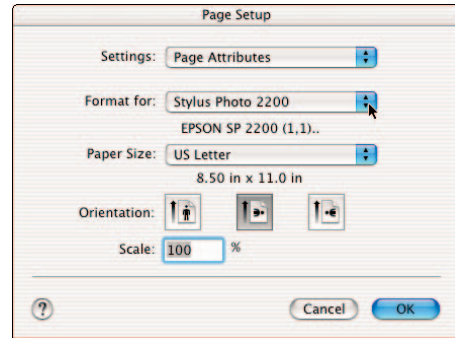 Page Setup
Settings: Page Attributes
Format for: Stylus Photo 2200
EPSON SP 2200 (1,1)..
Paper Size: US Letter
8.50 in x 11.0 in
Orientation:
Scale: 100 %
? Cancel OK